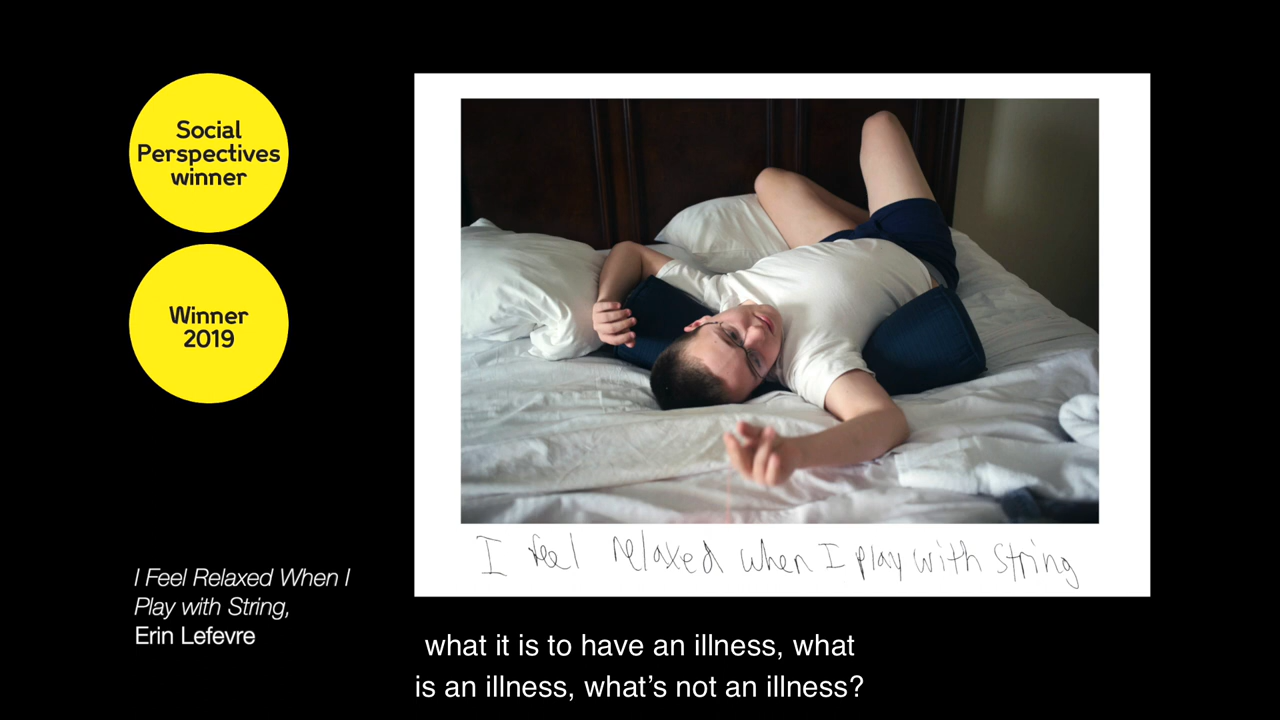 Social
Perspectives
winner
Winner
2019
I feel relaxed when I play with string
I Feel Relaxed When I
Play with String,
Erin Lefevre
what it is to have an illness, what
is an illness, what’s not an illness?